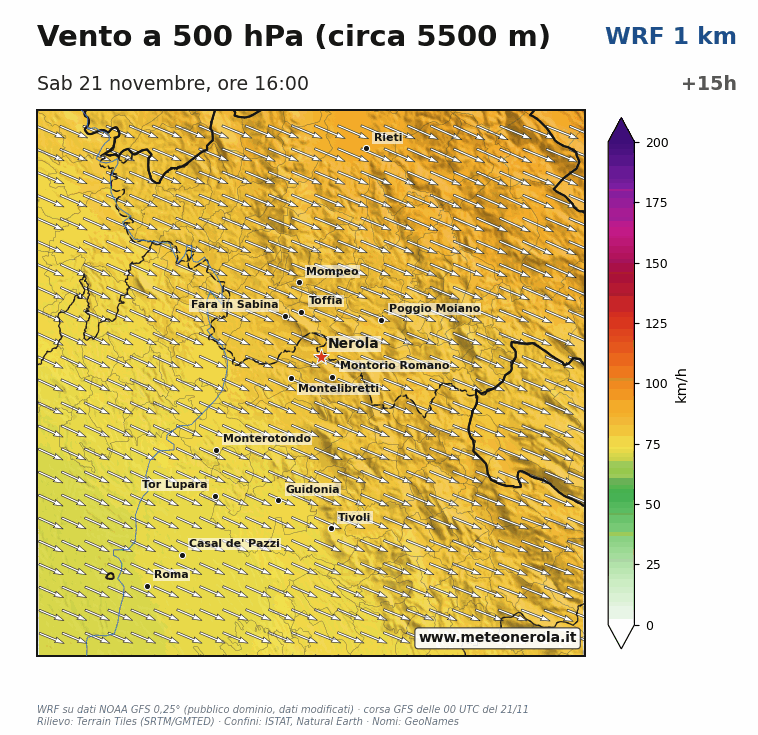 Vento a 500 hPa (circa 5500 m)
WRF 1 km
Sab 21 novembre, ore 16:00
+15h
Rieti
Mompeo
Fara in Sabina
Toffia
Poggio Moiano
Nerola
Montorio Romano
Montelibretti
Monterotondo
Tor Lupara
Guidonia
Tivoli
Casal de' Pazzi
Roma
www.meteonerola.it
200
175
150
125
100
75
50
25
0
km/h
WRF su dati NOAA GFS 0,25° (pubblico dominio, dati modificati) · corsa GFS delle 00 UTC del 21/11
Rilievo: Terrain Tiles (SRTM/GMTED) · Confini: ISTAT, Natural Earth · Nomi: GeoNames